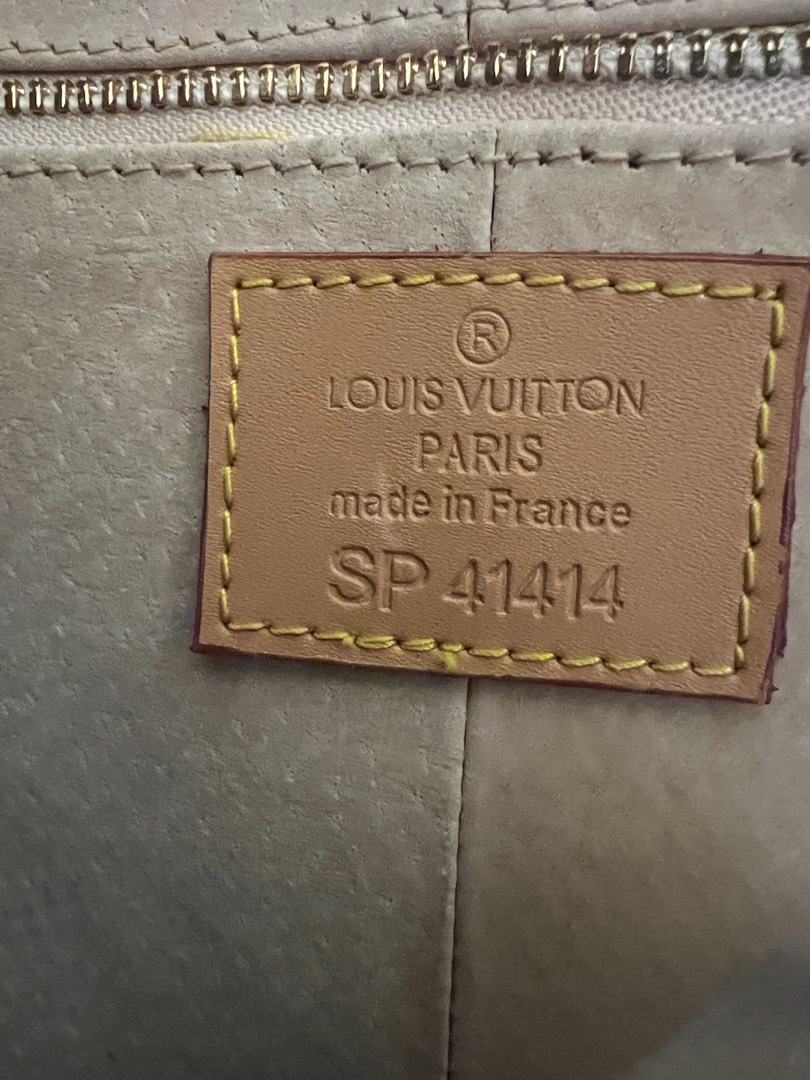 ®
LOUIS VUITTON
PARIS
made in France
SP 41414